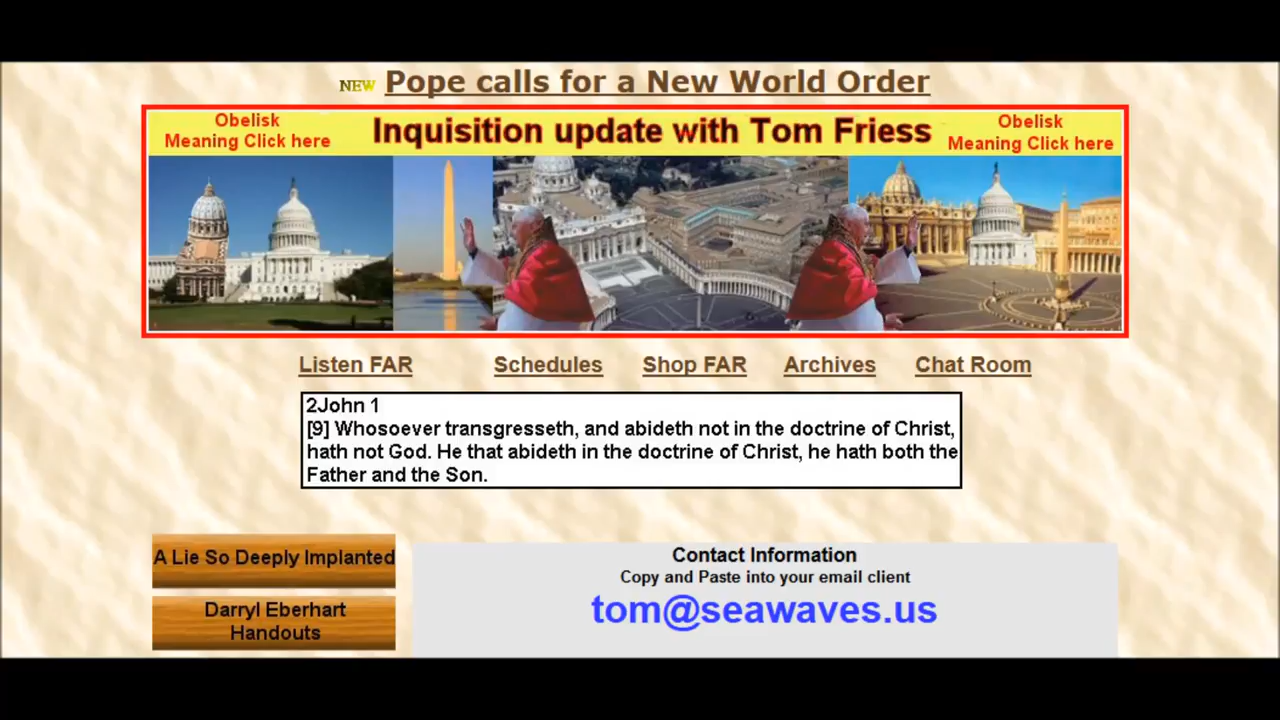 NEW Pope calls for a New World Order
Obelisk
Meaning Click here
Inquisition update with Tom Friess
Obelisk
Meaning Click here
Listen FAR Schedules Shop FAR Archives Chat Room
2John 1
[9] Whosoever transgresseth, and abideth not in the doctrine of Christ,
hath not God. He that abideth in the doctrine of Christ, he hath both the
Father and the Son.
A Lie So Deeply Implanted
Darryl Eberhart
Handouts
Contact Information
Copy and Paste into your email client
tom@seawaves.us